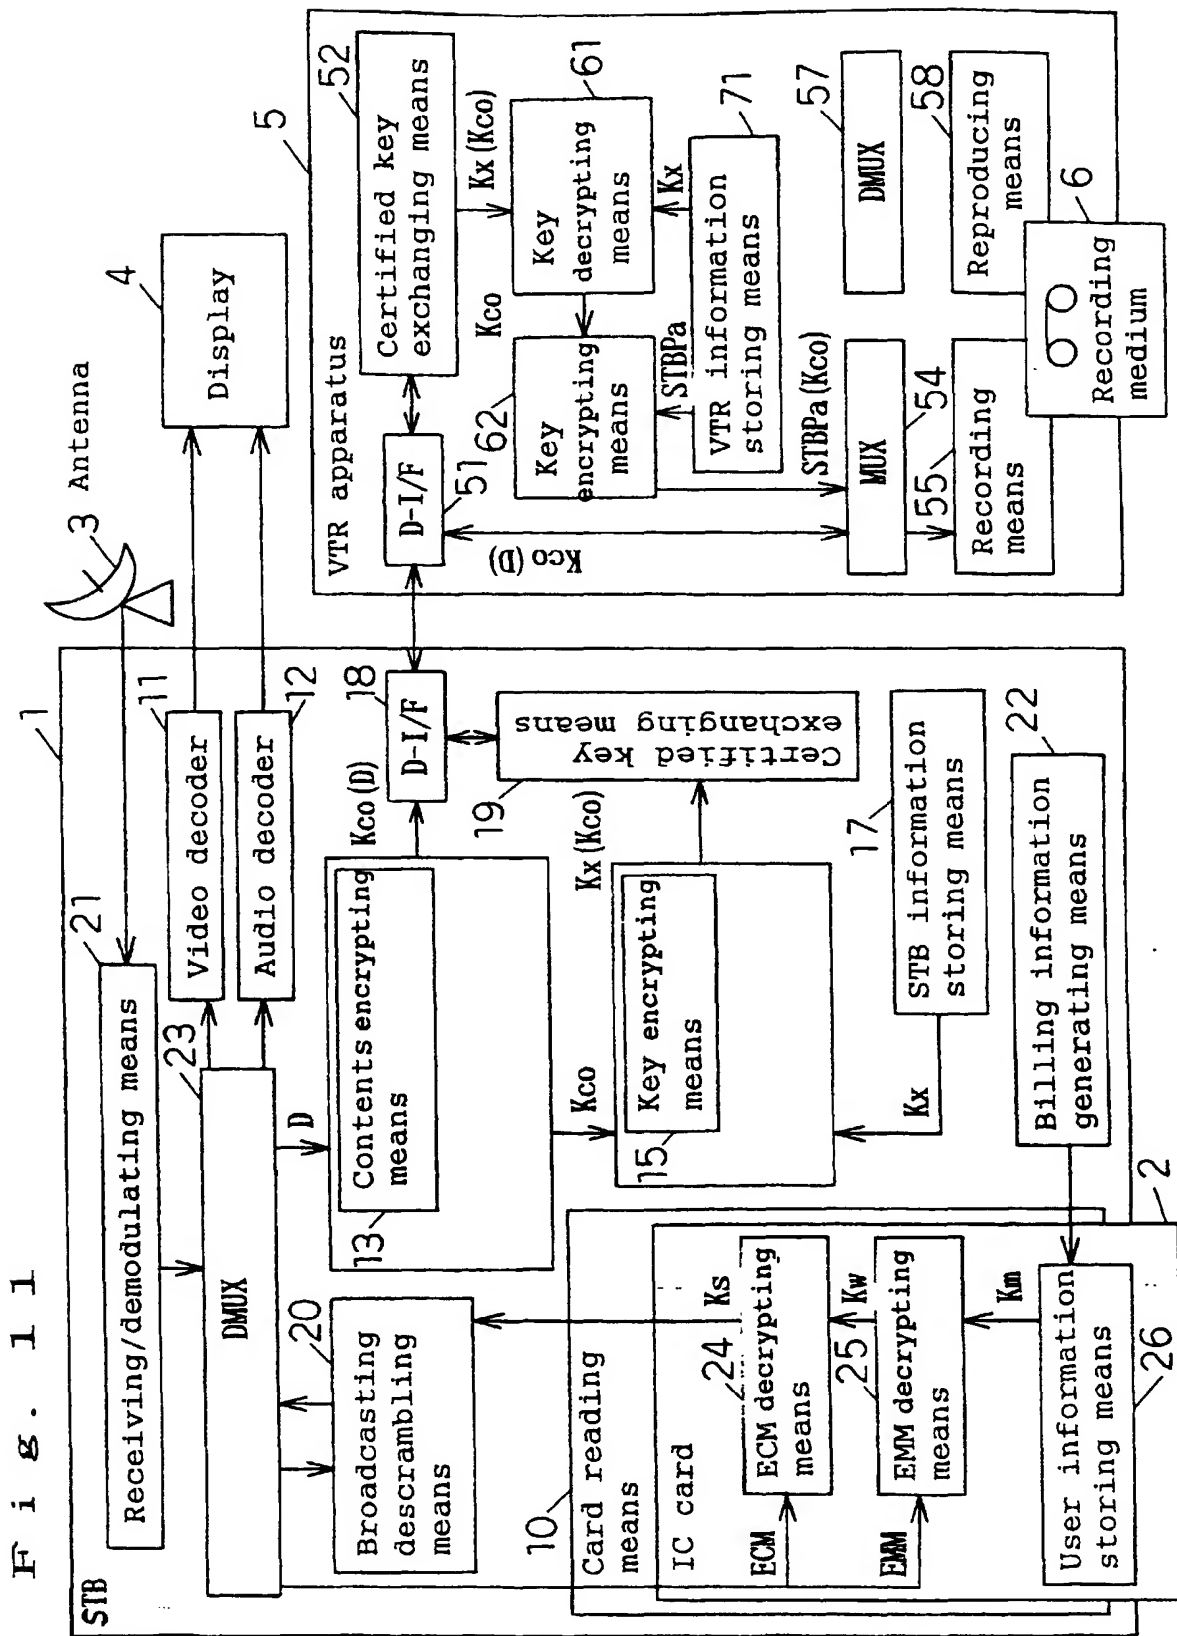 Fig. 11
STB
1
21
Receiving/demodulating means
3
Antenna
4
Display
11
Video decoder
12
Audio decoder
23
DMUX
D
20
Broadcasting
descrambling
means
13
Contents encrypting
means
Kco (D)
18
D-I/F
19
Certified key
exchanging means
Kco
Kx (Kco)
15
Key encrypting
means
Kx
17
STB information
storing means
22
Billing information
generating means
10
Card reading
means
2
IC card
Ks
24
ECM decrypting
means
ECM
Kw
25
EMM decrypting
means
EMM
Km
User information
storing means
26
5
VTR apparatus
52
Certified key
exchanging means
D-I/F
51
Kx (Kco)
61
Key
decrypting
means
Kco
62
Key
encrypting
means
Kx
STBPa
71
VTR information
storing means
Kco (D)
STBPa (Kco)
MUX
54
DMUX
57
55
Recording
means
58
Reproducing
means
6
Recording
medium